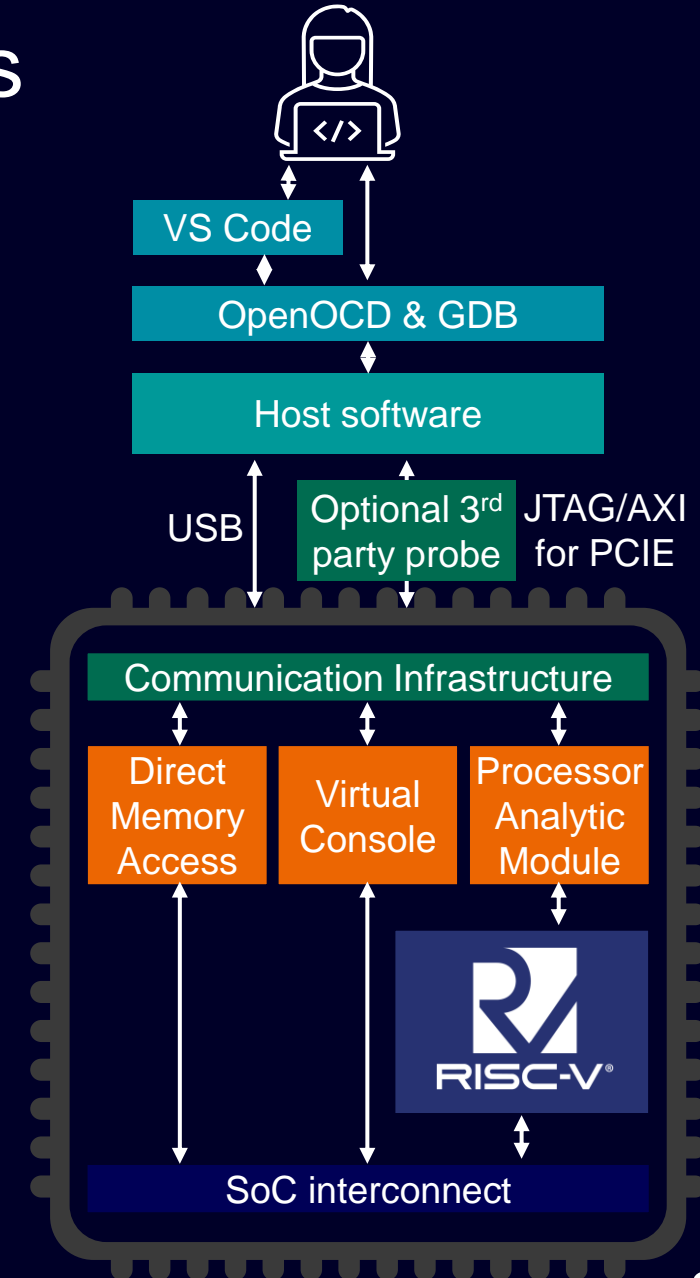 s
</>
VS Code
OpenOCD & GDB
Host software
USB
Optional 3rd
party probe
JTAG/AXI
for PCIE
Communication Infrastructure
Direct
Memory
Access
Virtual
Console
Processor
Analytic
Module
RISC-V®
SoC interconnect